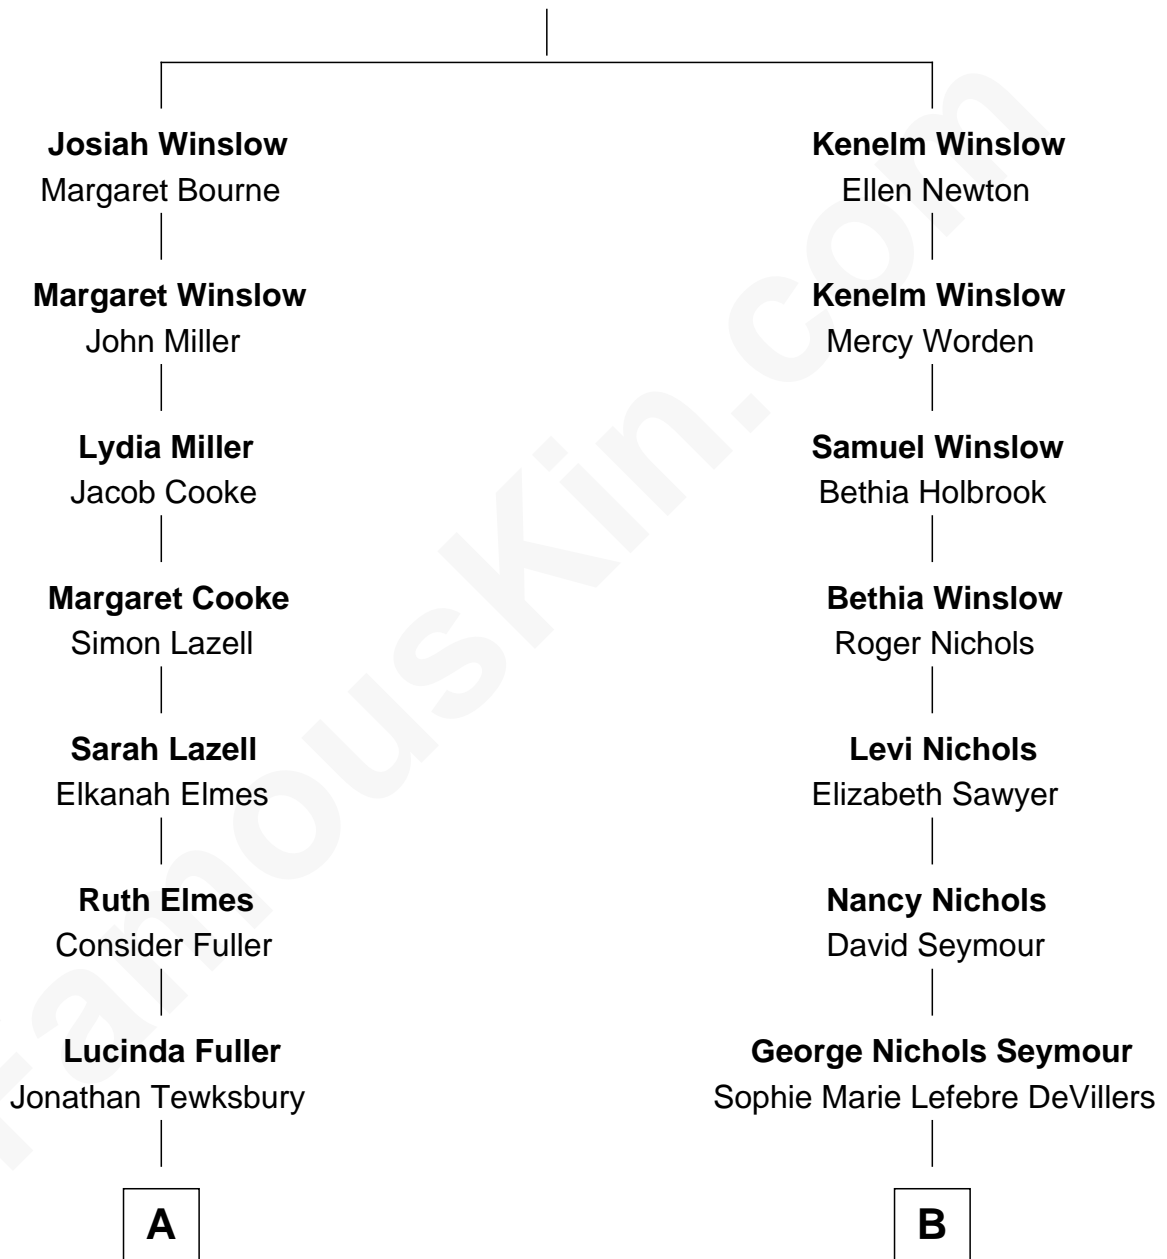 Josiah Winslow
Margaret Bourne
Margaret Winslow
John Miller
Lydia Miller
Jacob Cooke
Margaret Cooke
Simon Lazell
Sarah Lazell
Elkanah Elmes
Ruth Elmes
Consider Fuller
Lucinda Fuller
Jonathan Tewksbury
A
Kenelm Winslow
Ellen Newton
Kenelm Winslow
Mercy Worden
Samuel Winslow
Bethia Holbrook
Bethia Winslow
Roger Nichols
Levi Nichols
Elizabeth Sawyer
Nancy Nichols
David Seymour
George Nichols Seymour
Sophie Marie Lefebre DeVillers
B
FamousKin.com